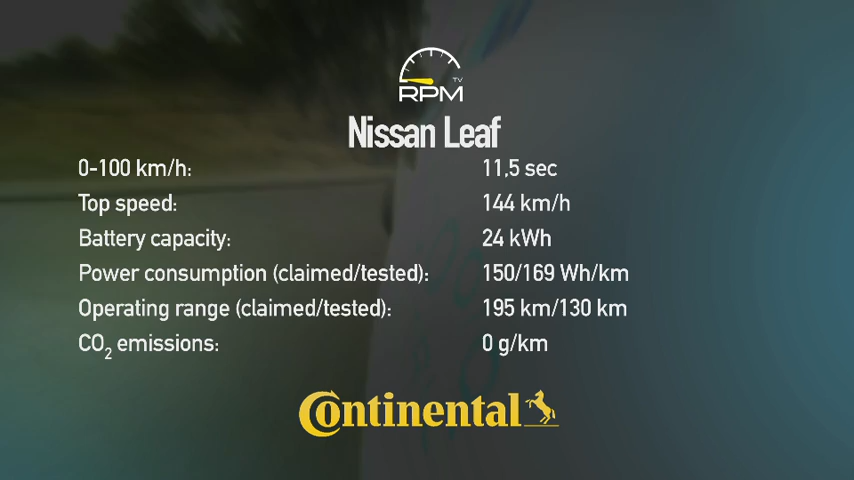 TV
RPM
Nissan Leaf
0-100 km/h: 11,5 sec
Top speed: 144 km/h
Battery capacity: 24 kWh
Power consumption (claimed/tested): 150/169 Wh/km
Operating range (claimed/tested): 195 km/130 km
CO₂ emissions: 0 g/km
Continental